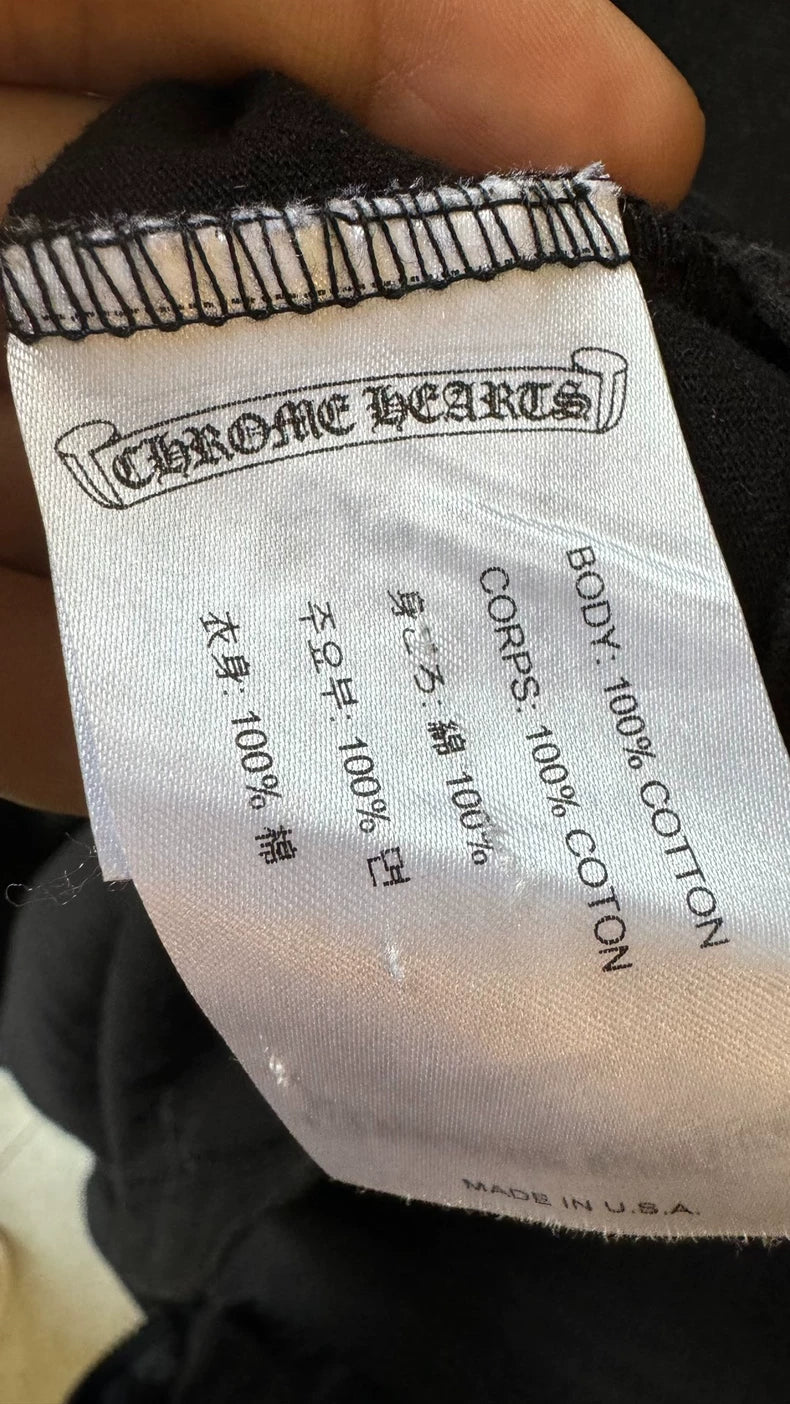 CHROME HEARTS
BODY: 100% COTTON
CORPS: 100% COTON
身ごろ: 綿 100%
주요부: 100% 면
衣身: 100% 棉
MADE IN U.S.A.